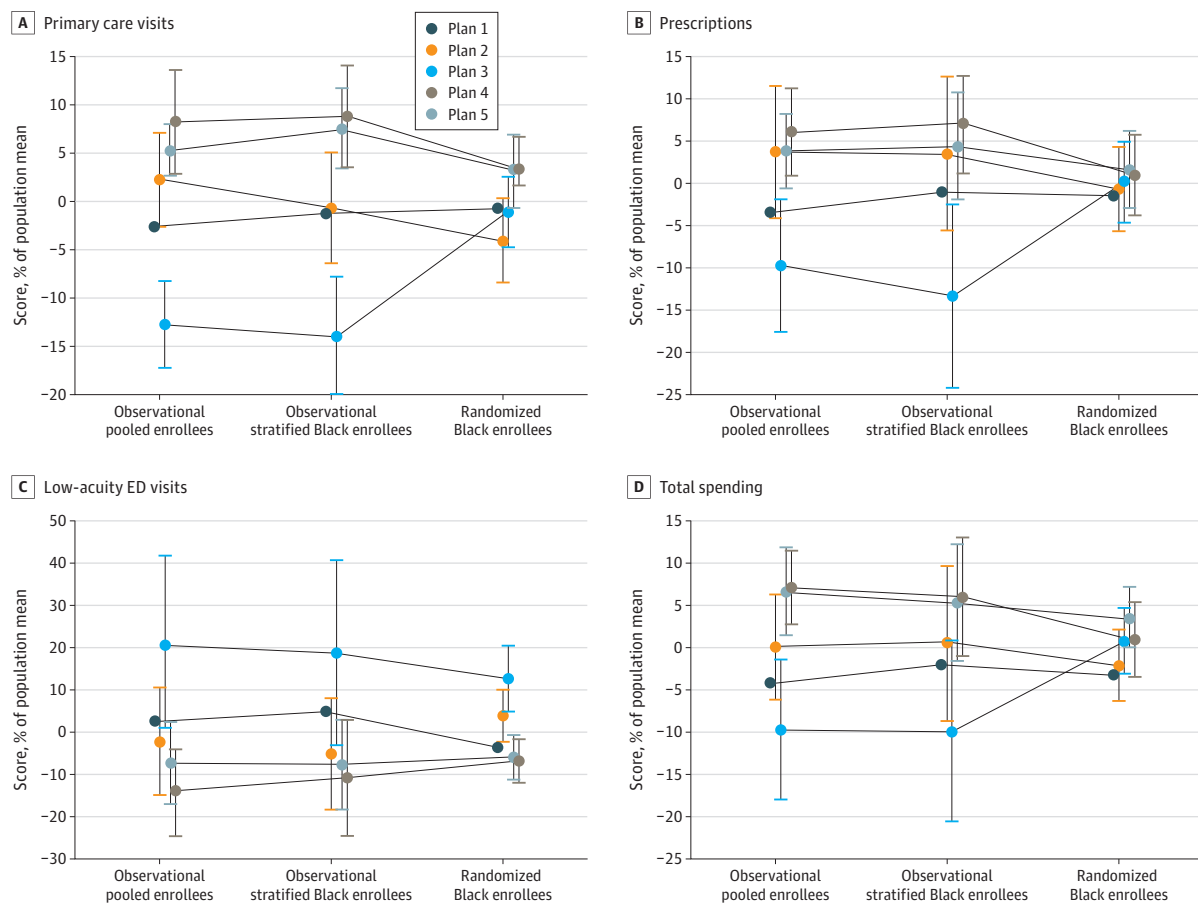 A Primary care visits
Plan 1
Plan 2
Plan 3
Plan 4
Plan 5
Score, % of population mean
15
10
5
0
−5
−10
−15
−20
Observational
pooled enrollees
Observational
stratified Black enrollees
Randomized
Black enrollees
B Prescriptions
Score, % of population mean
15
10
5
0
−5
−10
−15
−20
−25
Observational
pooled enrollees
Observational
stratified Black enrollees
Randomized
Black enrollees
C Low-acuity ED visits
Score, % of population mean
50
40
30
20
10
0
−10
−20
−30
Observational
pooled enrollees
Observational
stratified Black enrollees
Randomized
Black enrollees
D Total spending
Score, % of population mean
15
10
5
0
−5
−10
−15
−20
−25
Observational
pooled enrollees
Observational
stratified Black enrollees
Randomized
Black enrollees